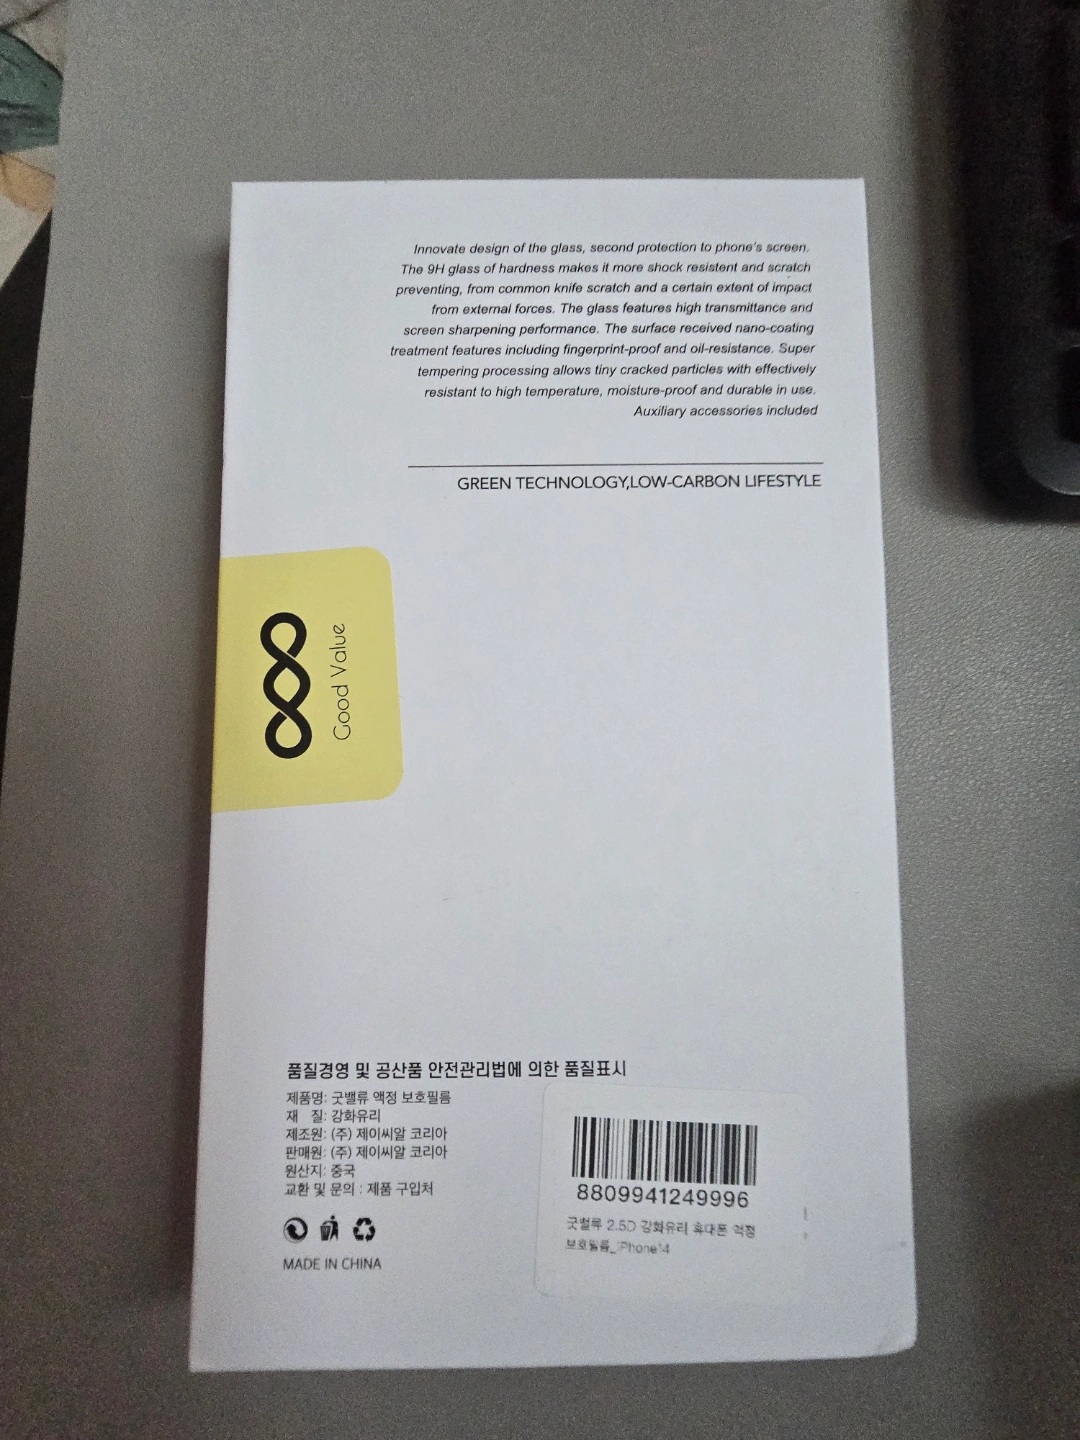 Innovate design of the glass, second protection to phone's screen.
The 9H glass of hardness makes it more shock resistent and scratch
preventing, from common knife scratch and a certain extent of impact
from external forces. The glass features high transmittance and
screen sharpening performance. The surface received nano-coating
treatment features including fingerprint-proof and oil-resistance. Super
tempering processing allows tiny cracked particles with effectively
resistant to high temperature, moisture-proof and durable in use.
Auxiliary accessories included
GREEN TECHNOLOGY,LOW-CARBON LIFESTYLE
Good Value
품질경영 및 공산품 안전관리법에 의한 품질표시
제품명: 굿밸류 액정 보호필름
재 질: 강화유리
제조원: (주) 제이씨알 코리아
판매원: (주) 제이씨알 코리아
원산지: 중국
교환 및 문의 : 제품 구입처
MADE IN CHINA
8809941249996
굿밸류 2.5D 강화유리 휴대폰 액정
보호필름_iPhone14